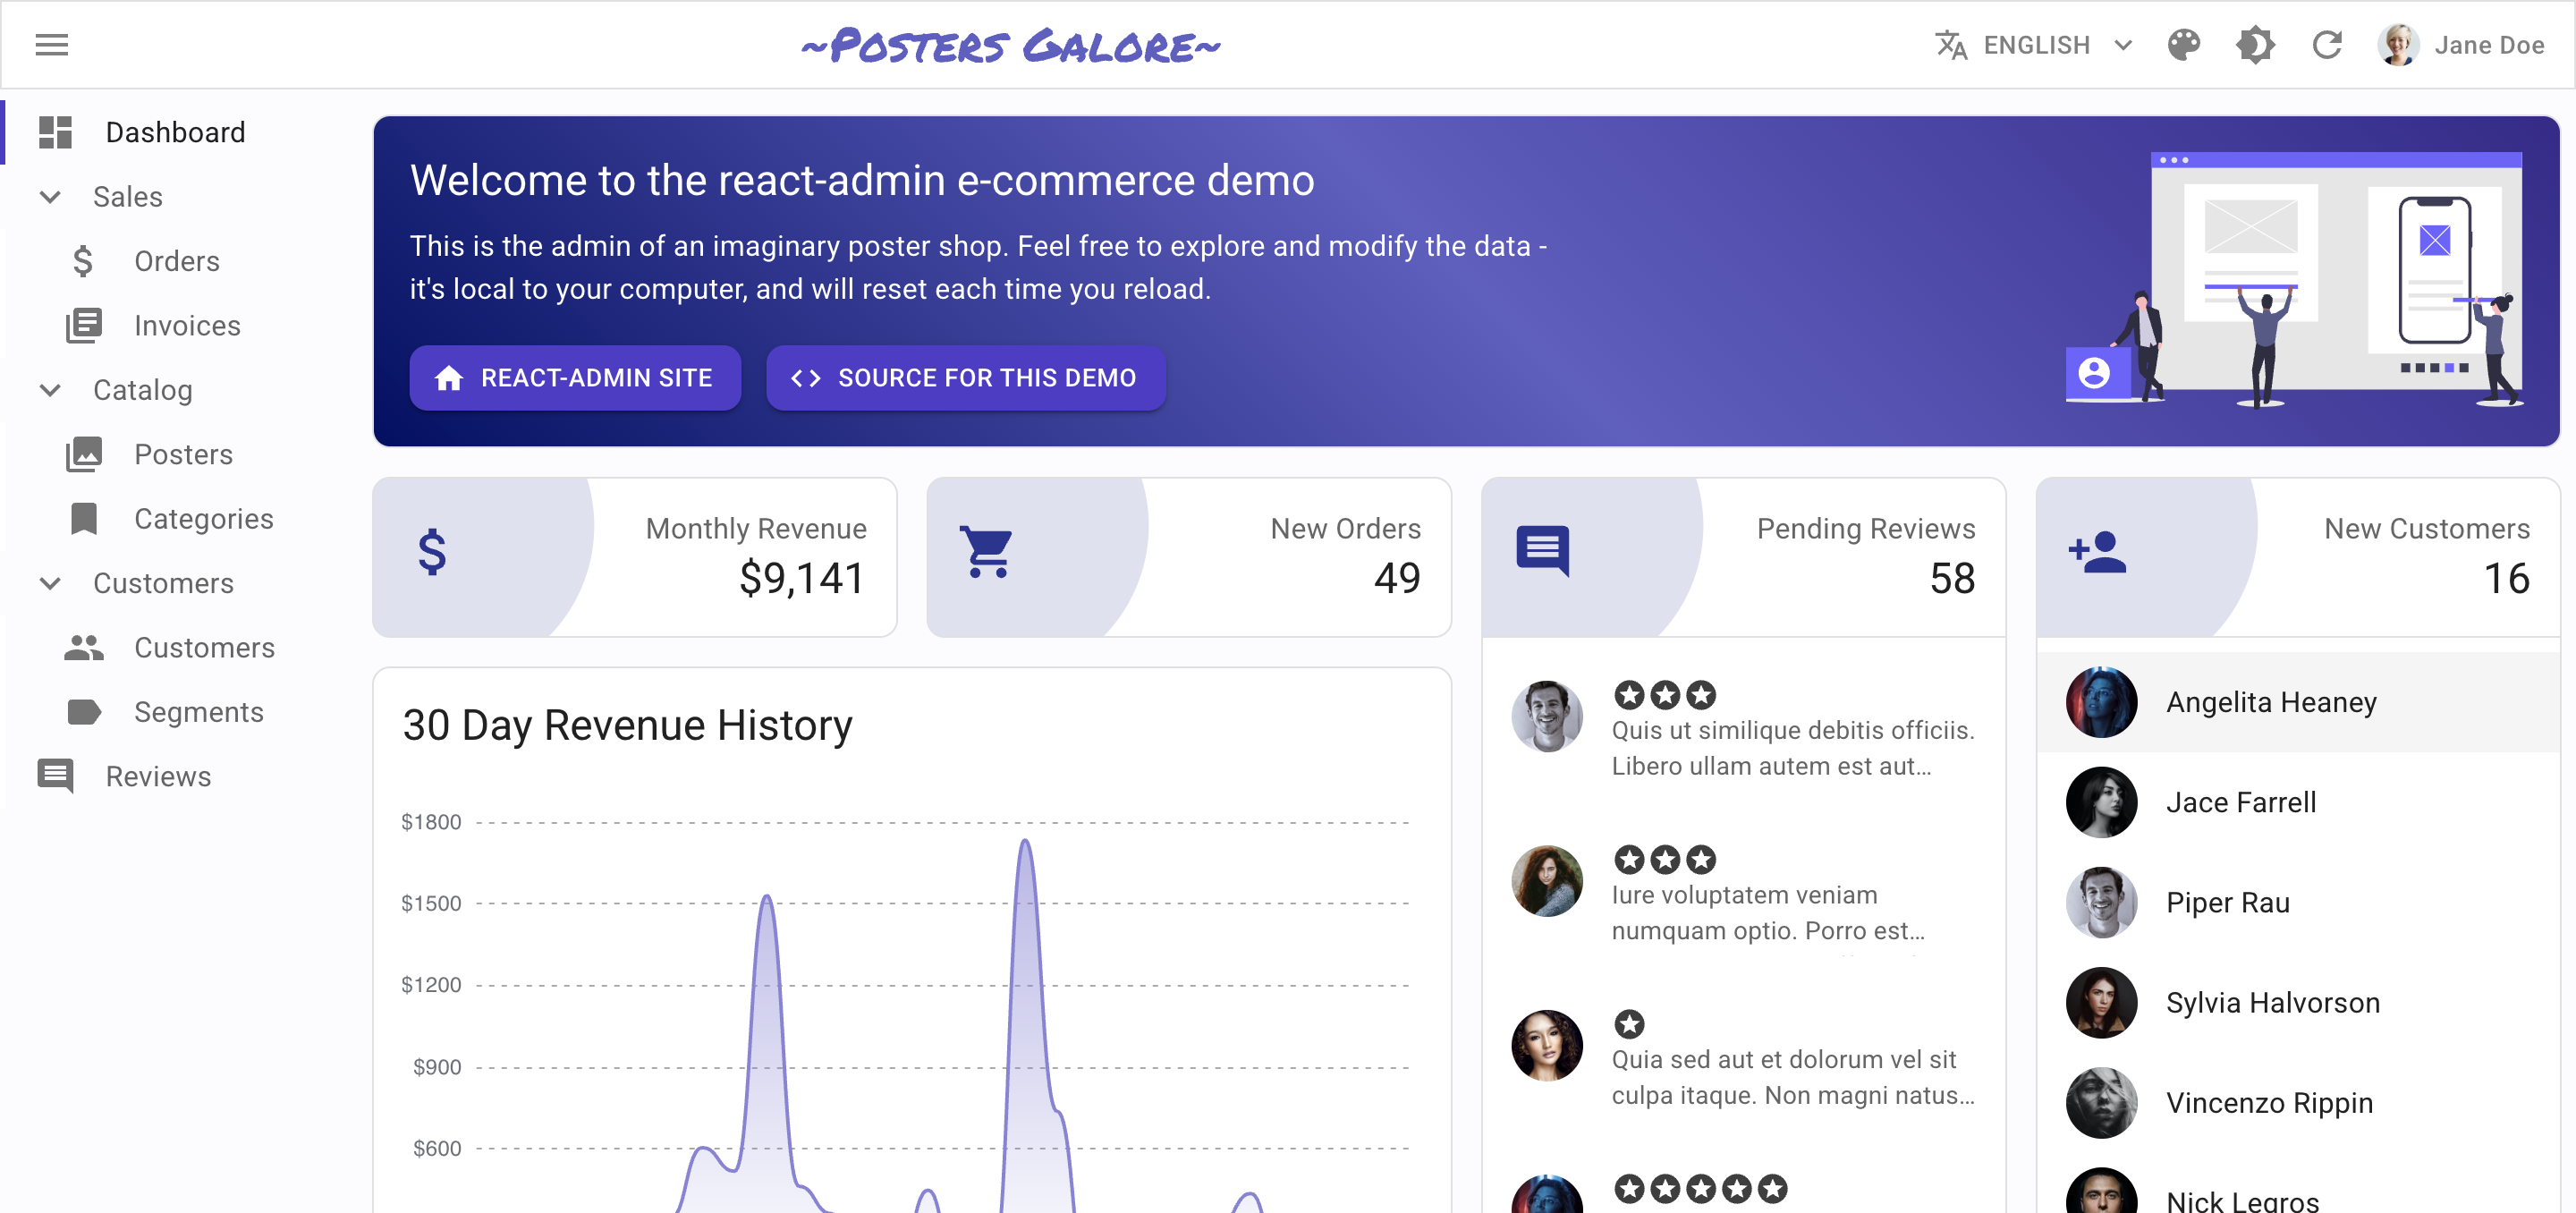 ~Posters Galore~
ENGLISH
Jane Doe
Dashboard
Sales
Orders
Invoices
Catalog
Posters
Categories
Customers
Customers
Segments
Reviews
Welcome to the react-admin e-commerce demo
This is the admin of an imaginary poster shop. Feel free to explore and modify the data -
it's local to your computer, and will reset each time you reload.
REACT-ADMIN SITE
SOURCE FOR THIS DEMO
Monthly Revenue
$9,141
New Orders
49
30 Day Revenue History
$1800
$1500
$1200
$900
$600
Pending Reviews
58
Quis ut similique debitis officiis.
Libero ullam autem est aut…
Iure voluptatem veniam
numquam optio. Porro est…
Quia sed aut et dolorum vel sit
culpa itaque. Non magni natus…
New Customers
16
Angelita Heaney
Jace Farrell
Piper Rau
Sylvia Halvorson
Vincenzo Rippin
Nick Legros